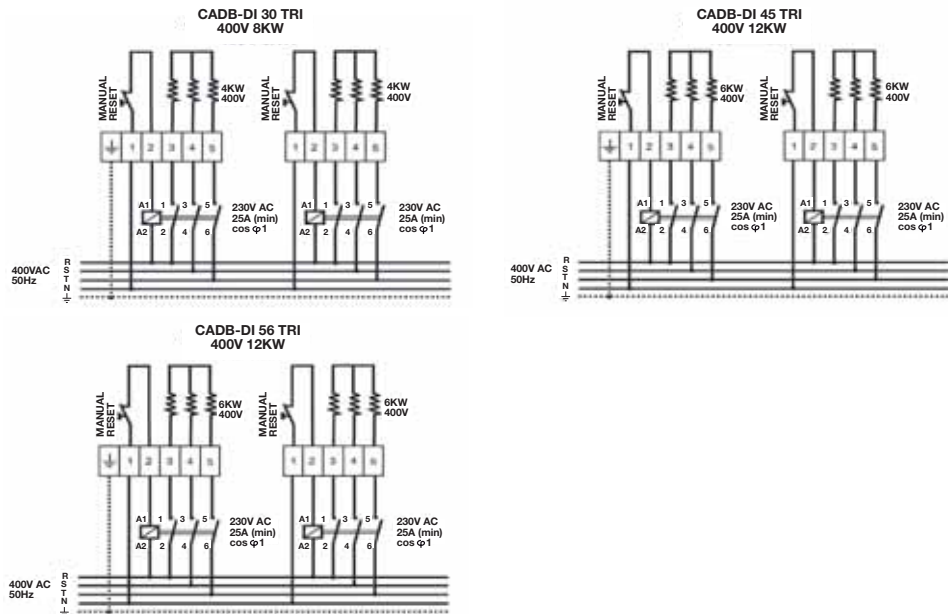 CADB-DI 30 TRI
400V 8KW
MANUAL
RESET
4KW
400V
MANUAL
RESET
4KW
400V
1 2 3 4 5
1 2 3 4 5
A1 1 3 5
A2 2 4 6
230V AC
25A (min)
cos φ1
A1 1 3 5
A2 2 4 6
230V AC
25A (min)
cos φ1
400VAC
50Hz
R
S
T
N
CADB-DI 45 TRI
400V 12KW
MANUAL
RESET
6KW
400V
MANUAL
RESET
6KW
400V
1 2 3 4 5
1 2 3 4 5
A1 1 3 5
A2 2 4 6
230V AC
25A (min)
cos φ1
A1 1 3 5
A2 2 4 6
230V AC
25A (min)
cos φ1
400V AC
50Hz
R
S
T
N
CADB-DI 56 TRI
400V 12KW
MANUAL
RESET
6KW
400V
MANUAL
RESET
6KW
400V
1 2 3 4 5
1 2 3 4 5
A1 1 3 5
A2 2 4 6
230V AC
25A (min)
cos φ1
A1 1 3 5
A2 2 4 6
230V AC
25A (min)
cos φ1
400V AC
50Hz
R
S
T
N